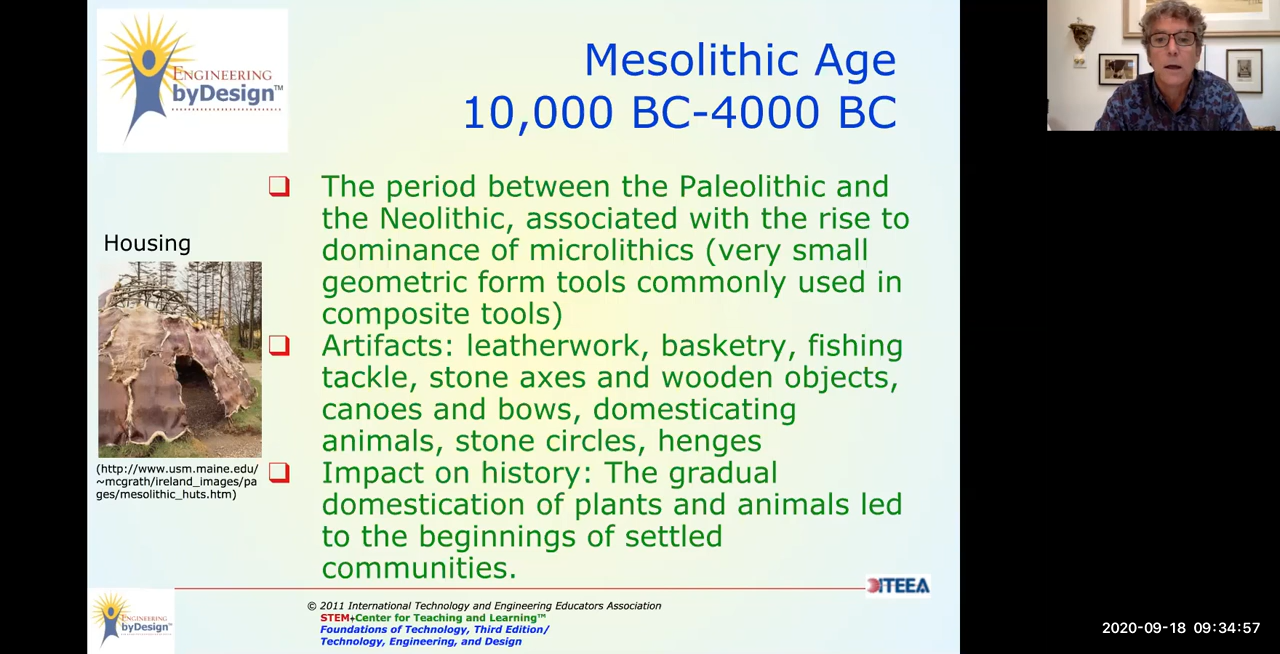 ENGINEERING
byDesign™
Mesolithic Age
10,000 BC-4000 BC
❑ The period between the Paleolithic and
the Neolithic, associated with the rise to
dominance of microlithics (very small
geometric form tools commonly used in
composite tools)
❑ Artifacts: leatherwork, basketry, fishing
tackle, stone axes and wooden objects,
canoes and bows, domesticating
animals, stone circles, henges
❑ Impact on history: The gradual
domestication of plants and animals led
to the beginnings of settled
communities.
Housing
(http://www.usm.maine.edu/
~mcgrath/ireland_images/pa
ges/mesolithic_huts.htm)
ITEEA
ENGINEERING
byDesign™
© 2011 International Technology and Engineering Educators Association
STEM+Center for Teaching and Learning™
Foundations of Technology, Third Edition/
Technology, Engineering, and Design
2020-09-18 09:34:57